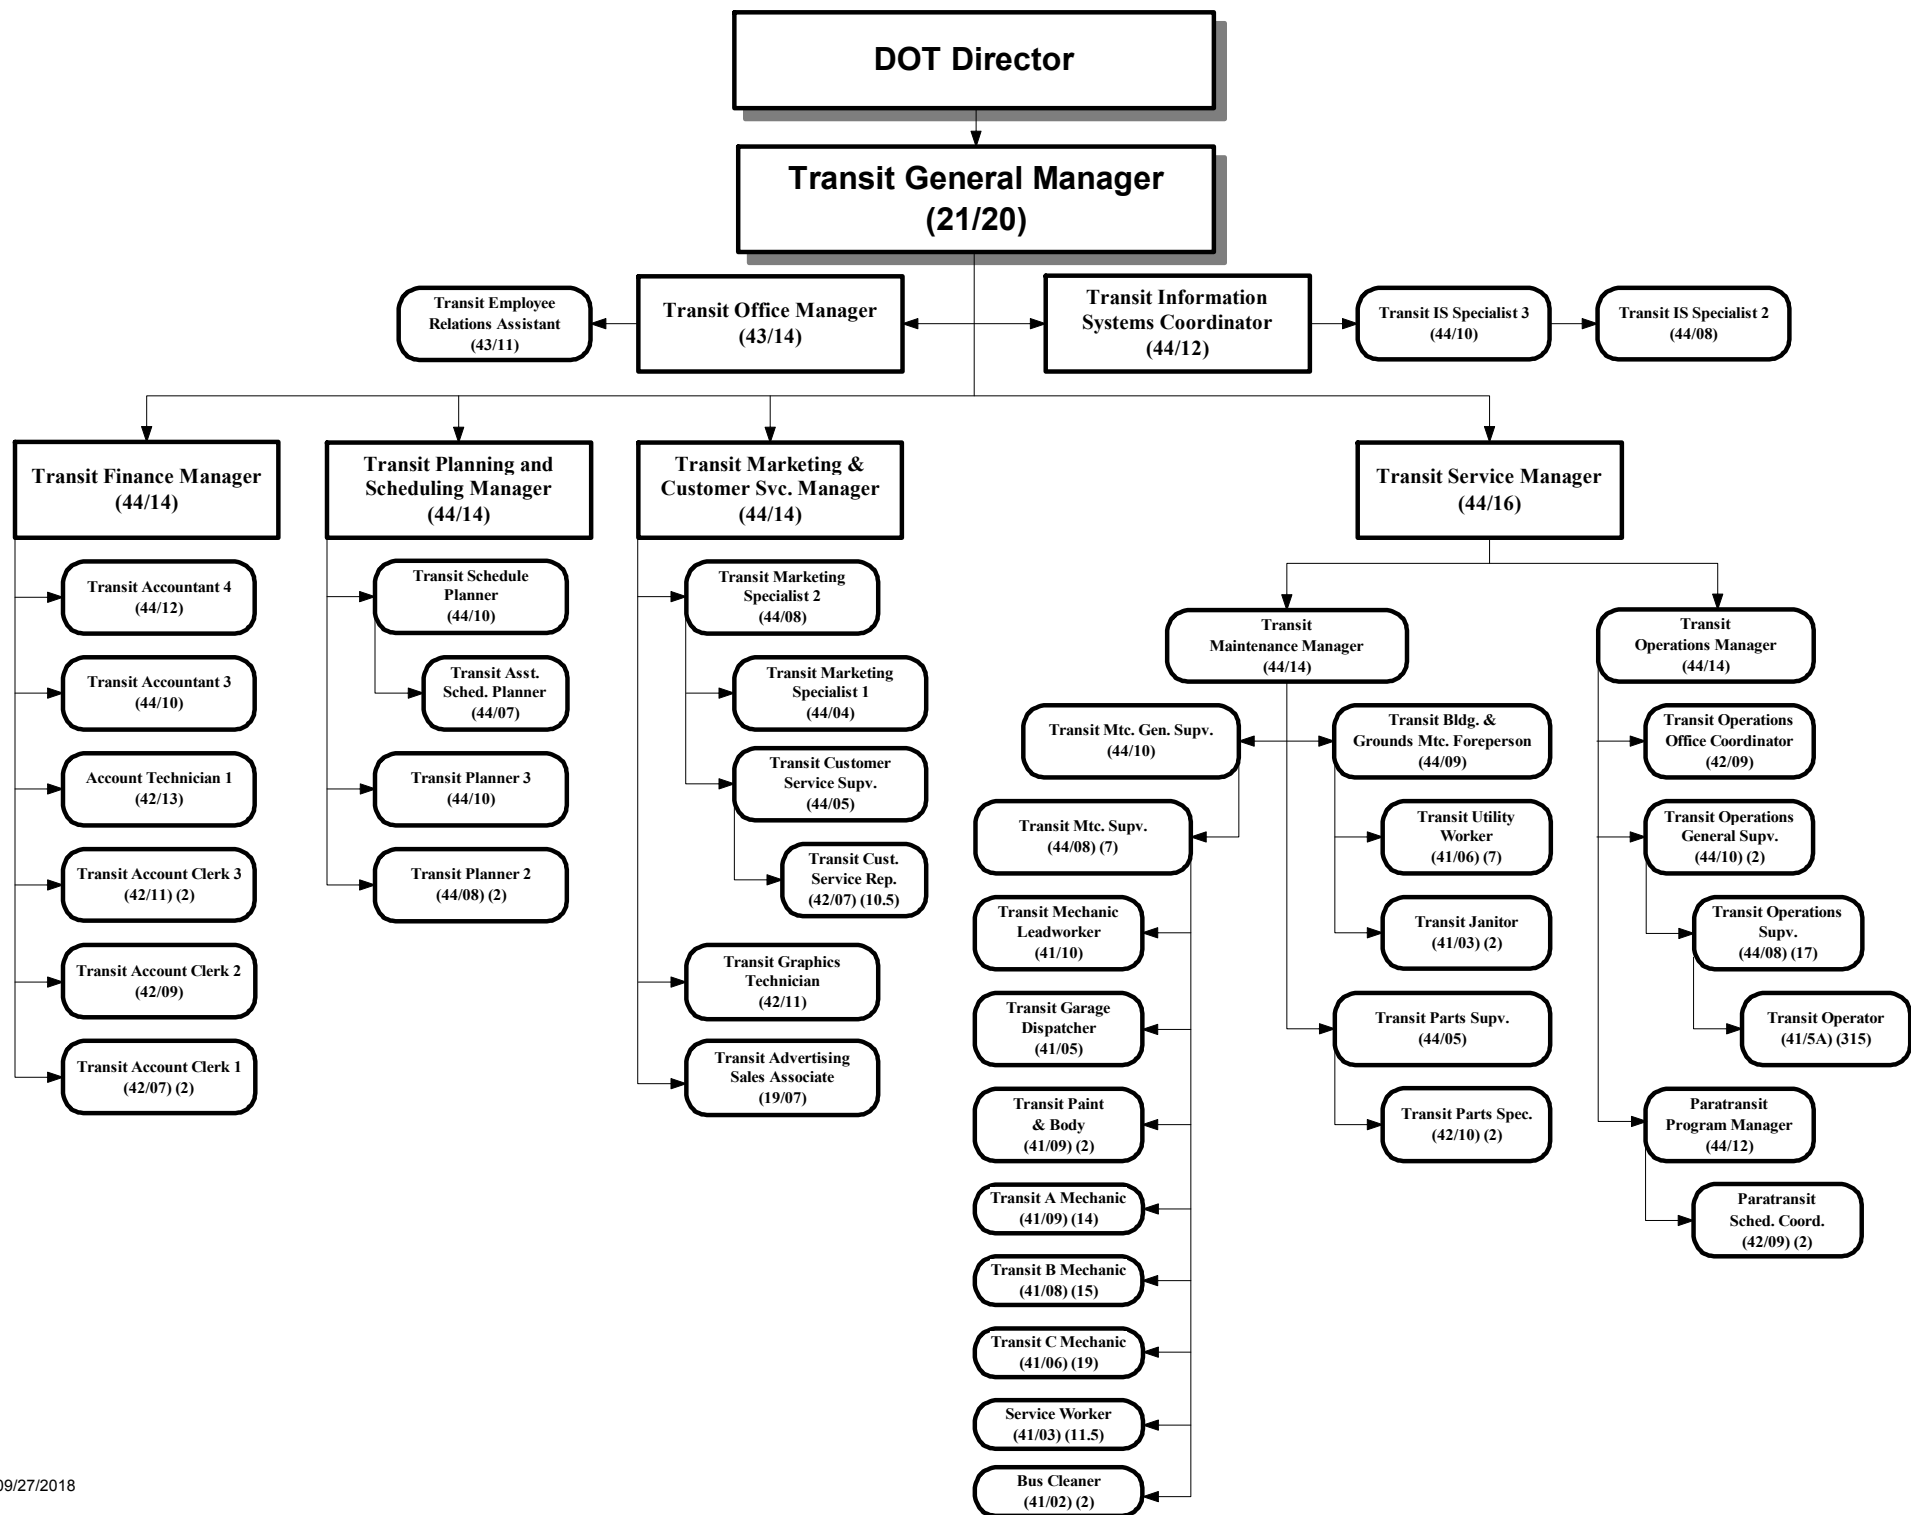 DOT Director
Transit General Manager
(21/20)
Transit Employee
Relations Assistant
(43/11)
Transit Office Manager
(43/14)
Transit Information
Systems Coordinator
(44/12)
Transit IS Specialist 3
(44/10)
Transit IS Specialist 2
(44/08)
Transit Finance Manager
(44/14)
Transit Accountant 4
(44/12)
Transit Accountant 3
(44/10)
Account Technician 1
(42/13)
Transit Account Clerk 3
(42/11) (2)
Transit Account Clerk 2
(42/09)
Transit Account Clerk 1
(42/07) (2)
Transit Planning and
Scheduling Manager
(44/14)
Transit Schedule
Planner
(44/10)
Transit Asst.
Sched. Planner
(44/07)
Transit Planner 3
(44/10)
Transit Planner 2
(44/08) (2)
Transit Marketing &
Customer Svc. Manager
(44/14)
Transit Marketing
Specialist 2
(44/08)
Transit Marketing
Specialist 1
(44/04)
Transit Customer
Service Supv.
(44/05)
Transit Cust.
Service Rep.
(42/07) (10.5)
Transit Graphics
Technician
(42/11)
Transit Advertising
Sales Associate
(19/07)
Transit Service Manager
(44/16)
Transit
Maintenance Manager
(44/14)
Transit Mtc. Gen. Supv.
(44/10)
Transit Mtc. Supv.
(44/08) (7)
Transit Mechanic
Leadworker
(41/10)
Transit Garage
Dispatcher
(41/05)
Transit Paint
& Body
(41/09) (2)
Transit A Mechanic
(41/09) (14)
Transit B Mechanic
(41/08) (15)
Transit C Mechanic
(41/06) (19)
Service Worker
(41/03) (11.5)
Bus Cleaner
(41/02) (2)
Transit Bldg. &
Grounds Mtc. Foreperson
(44/09)
Transit Utility
Worker
(41/06) (7)
Transit Janitor
(41/03) (2)
Transit Parts Supv.
(44/05)
Transit Parts Spec.
(42/10) (2)
Transit
Operations Manager
(44/14)
Transit Operations
Office Coordinator
(42/09)
Transit Operations
General Supv.
(44/10) (2)
Transit Operations
Supv.
(44/08) (17)
Transit Operator
(41/5A) (315)
Paratransit
Program Manager
(44/12)
Paratransit
Sched. Coord.
(42/09) (2)
09/27/2018